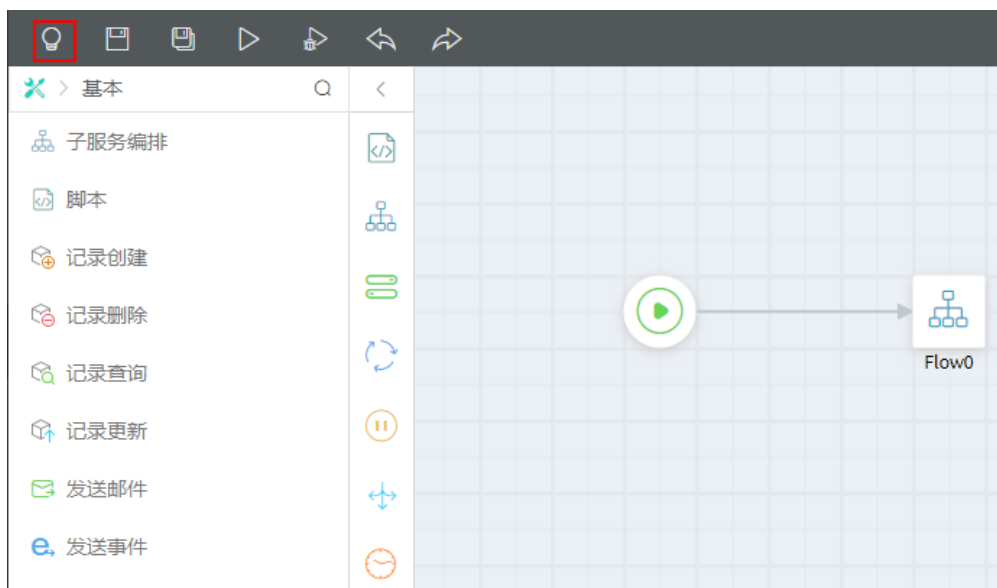 基本
子服务编排
脚本
记录创建
记录删除
记录查询
记录更新
发送邮件
发送事件
Flow0